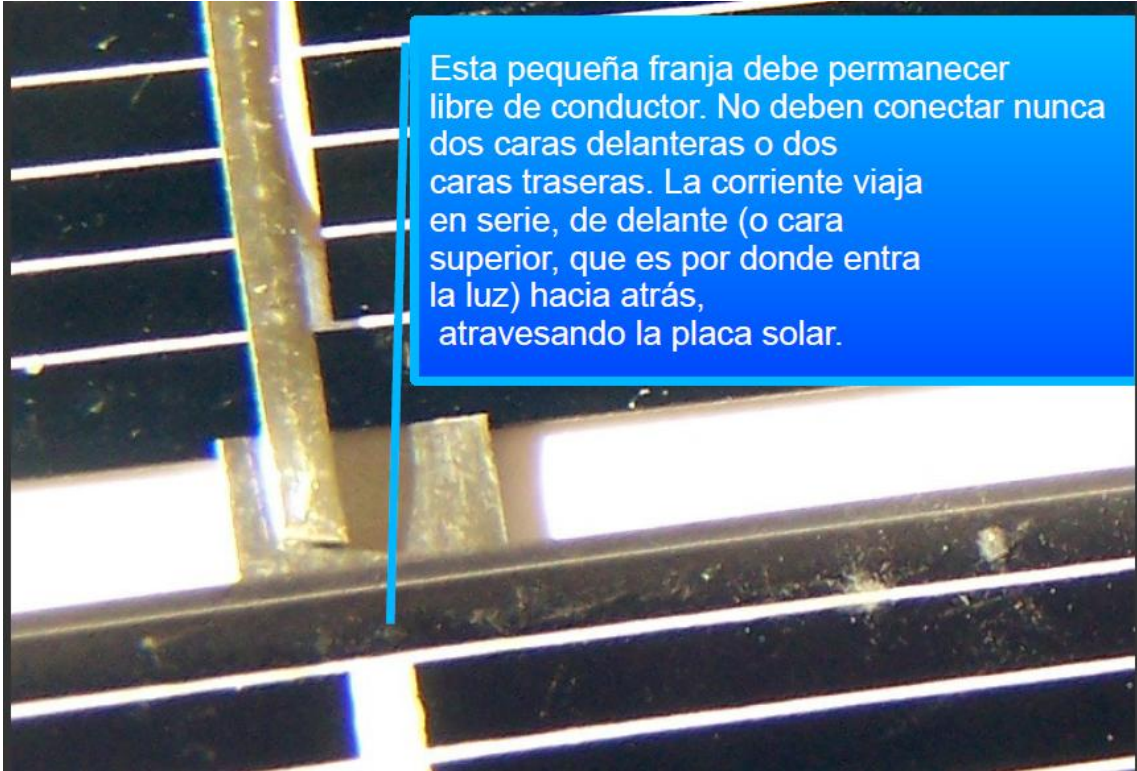 Esta pequeña franja debe permanecer
libre de conductor. No deben conectar nunca
dos caras delanteras o dos
caras traseras. La corriente viaja
en serie, de delante (o cara
superior, que es por donde entra
la luz) hacia atrás,
atravesando la placa solar.